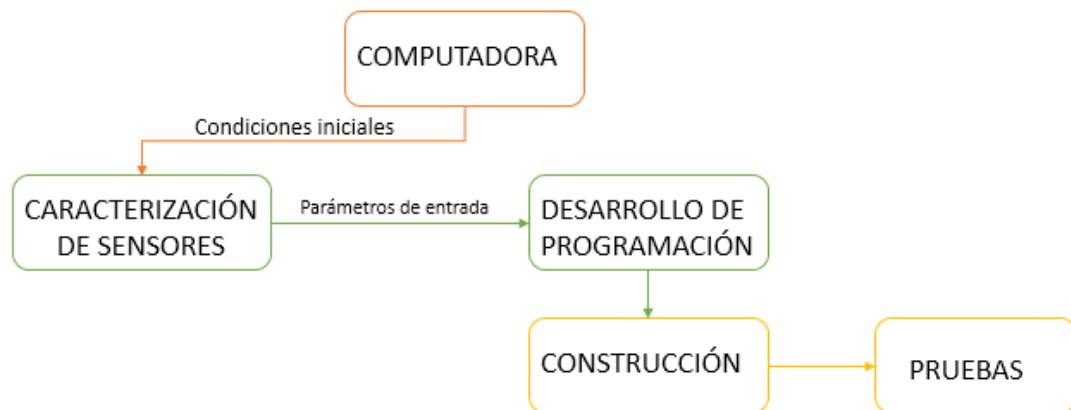 COMPUTADORA
Condiciones iniciales
CARACTERIZACIÓN
DE SENSORES
Parámetros de entrada
DESARROLLO DE
PROGRAMACIÓN
CONSTRUCCIÓN
PRUEBAS